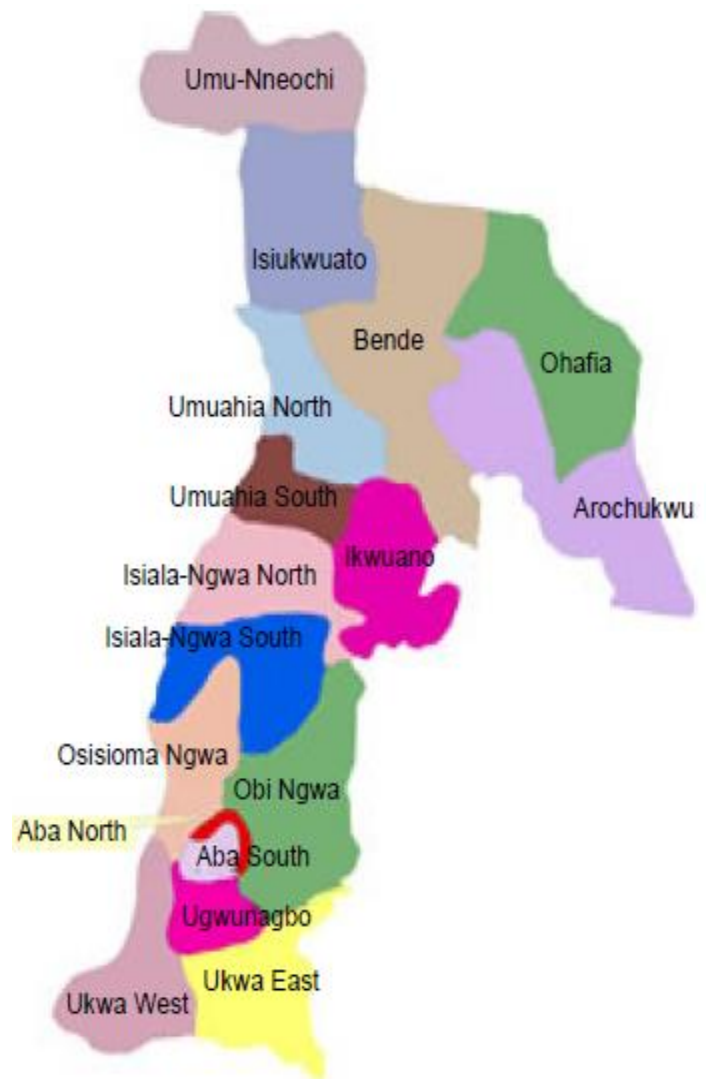 Umu-Nneochi
Isiukwuato
Bende
Ohafia
Umuahia North
Umuahia South
Arochukwu
Ikwuano
Isiala-Ngwa North
Isiala-Ngwa South
Osisioma Ngwa
Obi Ngwa
Aba North
Aba South
Ugwunagbo
Ukwa East
Ukwa West